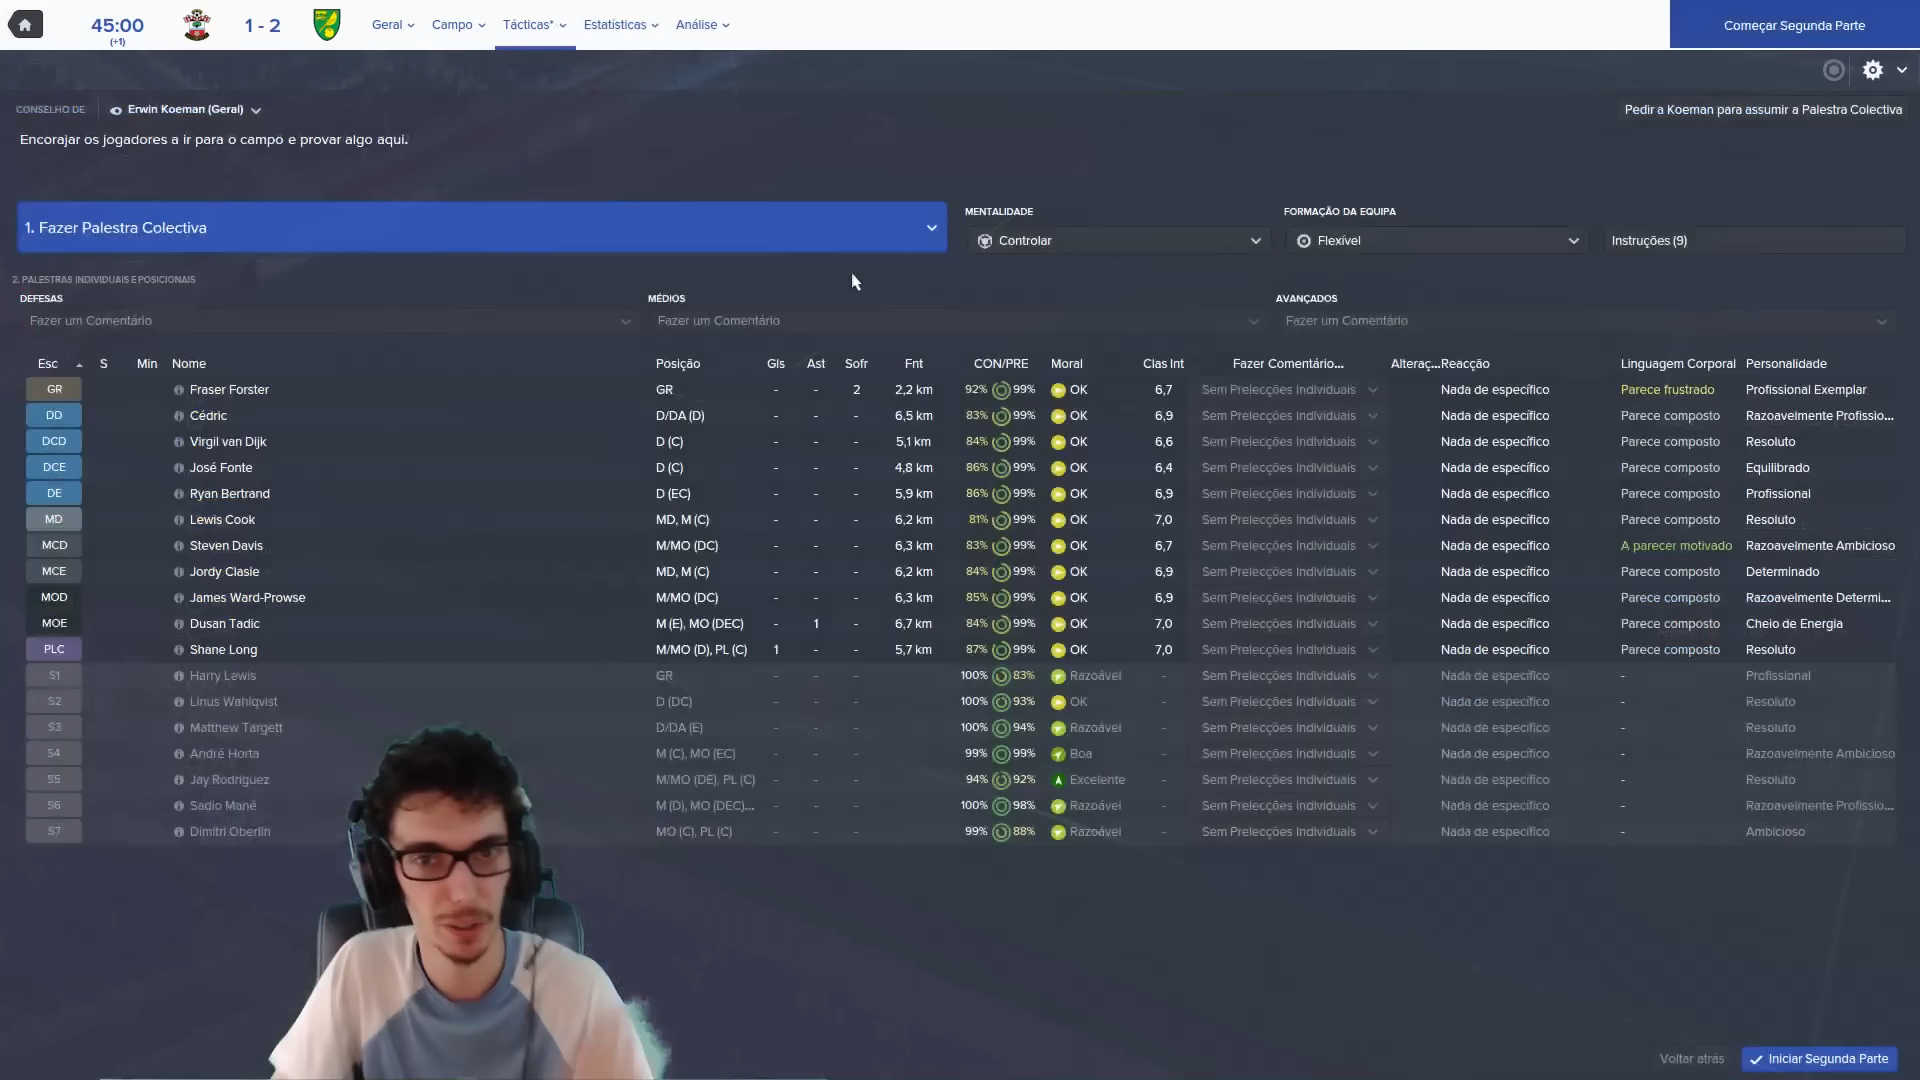 45:00
(+1)
1 - 2
Geral
Campo
Tácticas*
Estatísticas
Análise
Começar Segunda Parte
CONSELHO DE
Erwin Koeman (Geral)
Pedir a Koeman para assumir a Palestra Colectiva
Encorajar os jogadores a ir para o campo e provar algo aqui.
1. Fazer Palestra Colectiva
MENTALIDADE
Controlar
FORMAÇÃO DA EQUIPA
Flexível
Instruções (9)
2. PALESTRAS INDIVIDUAIS E POSICIONAIS
DEFESAS
Fazer um Comentário
MÉDIOS
Fazer um Comentário
AVANÇADOS
Fazer um Comentário
Esc S Min Nome Posição Gls Ast Sofr Fnt CON/PRE Moral Clas Int Fazer Comentário... Alteraç... Reacção Linguagem Corporal Personalidade
GR Fraser Forster GR - - 2 2,2 km 92% 99% OK 6,7 Sem Prelecções Individuais Nada de específico Parece frustrado Profissional Exemplar
DD Cédric D/DA (D) - - - 6,5 km 83% 99% OK 6,9 Sem Prelecções Individuais Nada de específico Parece composto Razoavelmente Profissio...
DCD Virgil van Dijk D (C) - - - 5,1 km 84% 99% OK 6,6 Sem Prelecções Individuais Nada de específico Parece composto Resoluto
DCE José Fonte D (C) - - - 4,8 km 86% 99% OK 6,4 Sem Prelecções Individuais Nada de específico Parece composto Equilibrado
DE Ryan Bertrand D (EC) - - - 5,9 km 86% 99% OK 6,9 Sem Prelecções Individuais Nada de específico Parece composto Profissional
MD Lewis Cook MD, M (C) - - - 6,2 km 81% 99% OK 7,0 Sem Prelecções Individuais Nada de específico Parece composto Resoluto
MCD Steven Davis M/MO (DC) - - - 6,3 km 83% 99% OK 6,7 Sem Prelecções Individuais Nada de específico A parecer motivado Razoavelmente Ambicioso
MCE Jordy Clasie MD, M (C) - - - 6,2 km 84% 99% OK 6,9 Sem Prelecções Individuais Nada de específico Parece composto Determinado
MOD James Ward-Prowse M/MO (DC) - - - 6,3 km 85% 99% OK 6,9 Sem Prelecções Individuais Nada de específico Parece composto Razoavelmente Determi...
MOE Dusan Tadic M (E), MO (DEC) - 1 - 6,7 km 84% 99% OK 7,0 Sem Prelecções Individuais Nada de específico Parece composto Cheio de Energia
PLC Shane Long M/MO (D), PL (C) 1 - - 5,7 km 87% 99% OK 7,0 Sem Prelecções Individuais Nada de específico Parece composto Resoluto
S1 Harry Lewis GR - - - - 100% 83% Razoável - Sem Prelecções Individuais Nada de específico - Profissional
S2 Linus Wahlqvist D (DC) - - - - 100% 93% OK - Sem Prelecções Individuais Nada de específico - Resoluto
S3 Matthew Targett D/DA (E) - - - - 100% 94% Razoável - Sem Prelecções Individuais Nada de específico - Resoluto
S4 André Horta M (C), MO (EC) - - - - 99% 99% Boa - Sem Prelecções Individuais Nada de específico - Razoavelmente Ambicioso
S5 Jay Rodriguez M/MO (DE), PL (C) - - - - 94% 92% Excelente - Sem Prelecções Individuais Nada de específico - Resoluto
S6 Sadio Mané M (D), MO (DEC)... - - - - 100% 98% Razoável - Sem Prelecções Individuais Nada de específico - Razoavelmente Profissio...
S7 Dimitri Oberlin MO (C), PL (C) - - - - 99% 88% Razoável - Sem Prelecções Individuais Nada de específico - Ambicioso
Voltar atrás
Iniciar Segunda Parte